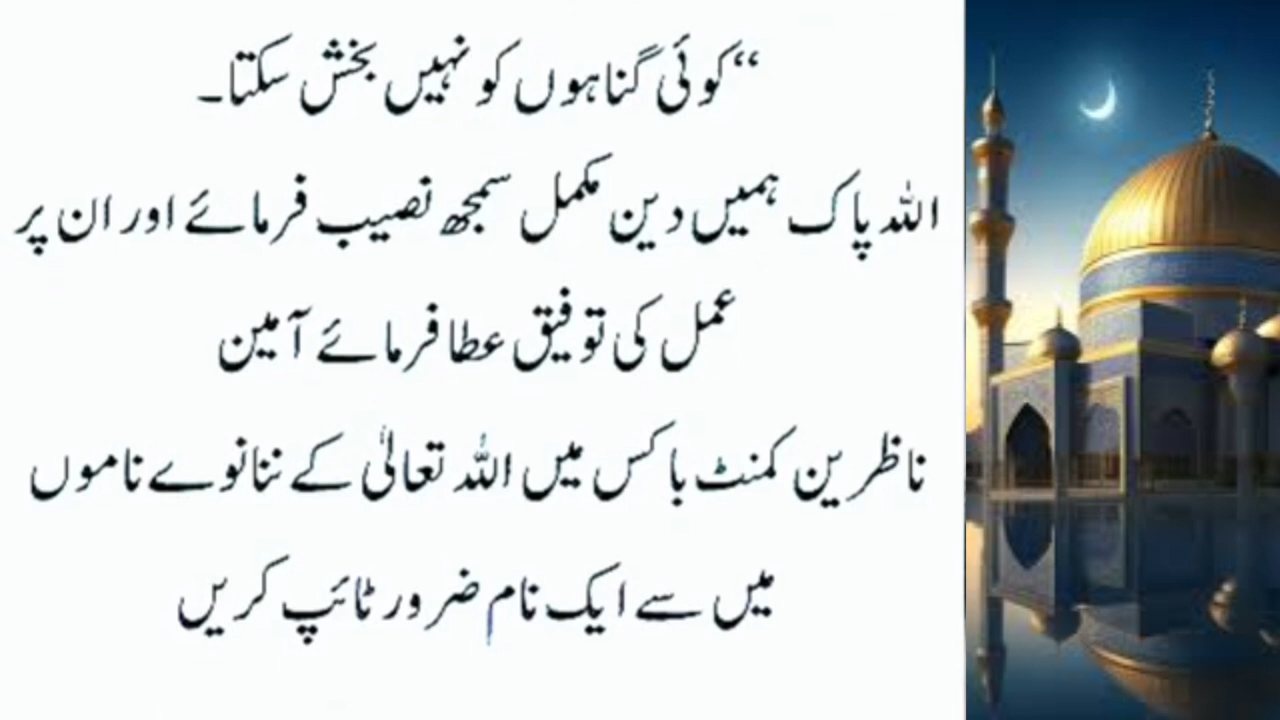 “کوئی گناہوں کو نہیں بخش سکتا۔
اللہ پاک ہمیں دین مکمل سمجھ نصیب فرمائے اور ان پر
عمل کی توفیق عطا فرمائے آمین
ناظرین کمنٹ باکس میں اللہ تعالیٰ کے ننانوے ناموں
میں سے ایک نام ضرور ٹائپ کریں